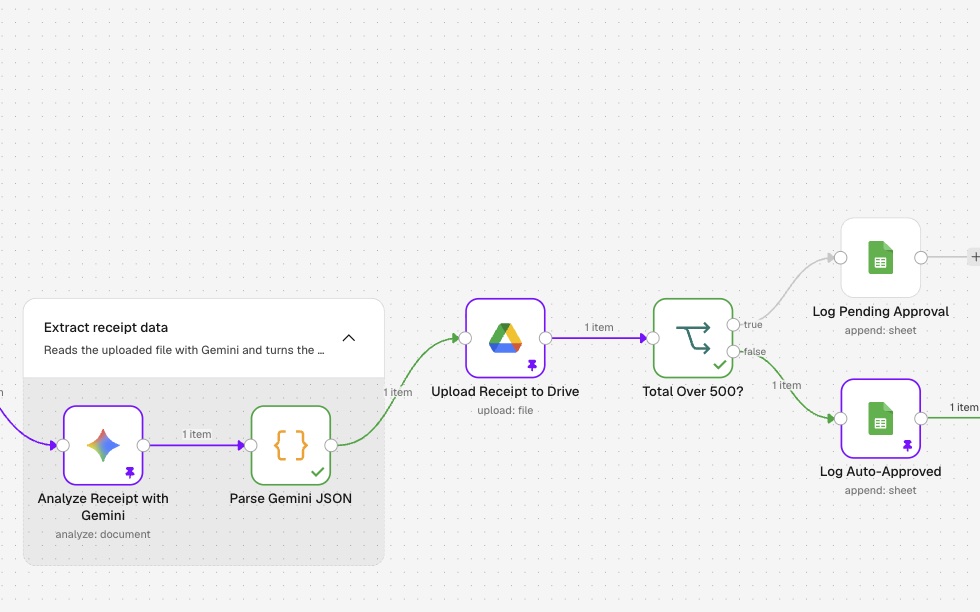 Extract receipt data
Reads the uploaded file with Gemini and turns the …
1 item
Analyze Receipt with
Gemini
analyze: document
Parse Gemini JSON
1 item
Upload Receipt to Drive
upload: file
1 item
Total Over 500?
true
false
1 item
Log Pending Approval
append: sheet
Log Auto-Approved
append: sheet
1 item